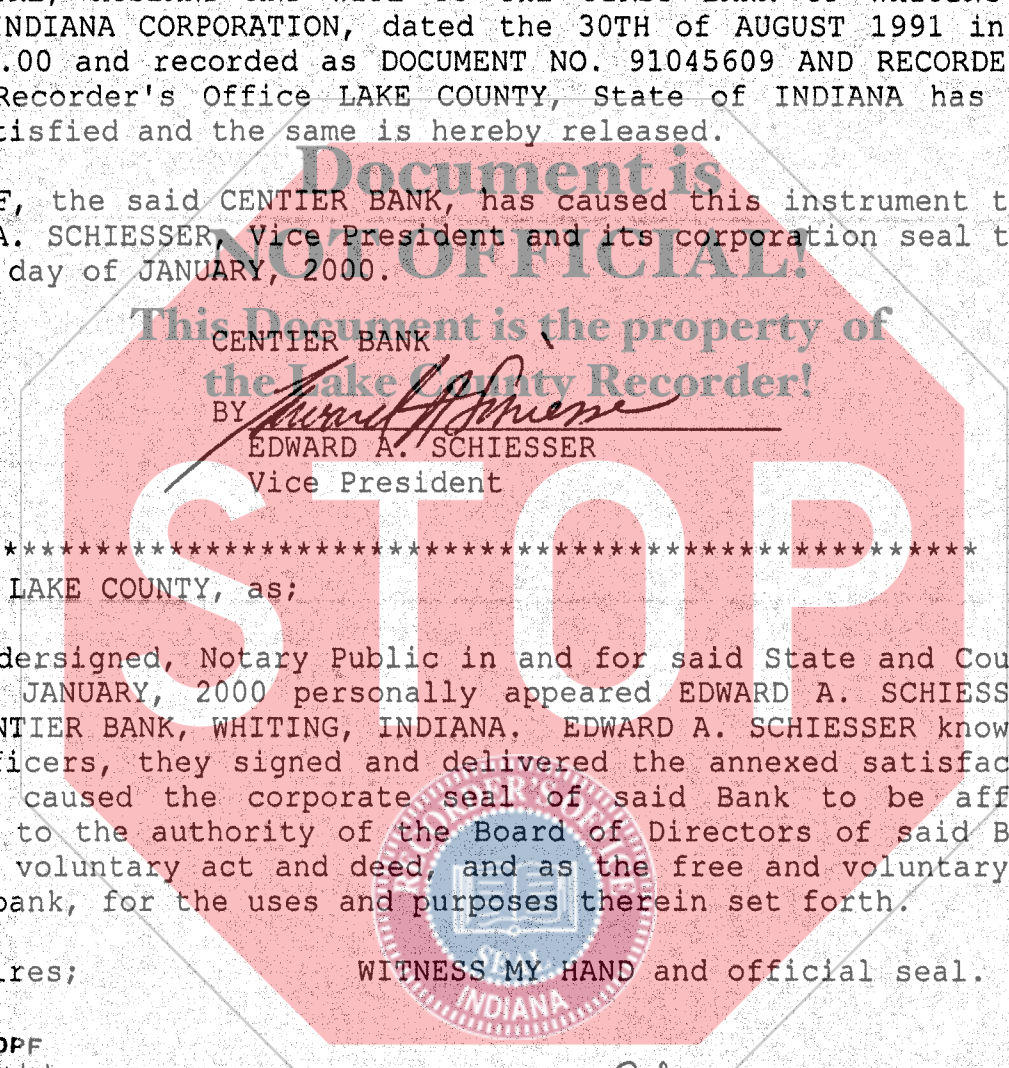 INDIANA CORPORATION, dated the 30TH of AUGUST 1991 in
.00 and recorded as DOCUMENT NO. 91045609 AND RECORDE
Recorder's Office LAKE COUNTY, State of INDIANA has
tisfied and the same is hereby released.
Document is
F, the said CENTIER BANK, has caused this instrument t
A. SCHIESSER, Vice President and its corporation seal t
NOT OFFICIAL!
day of JANUARY, 2000.
This Document is the property of
CENTIER BANK
the Lake County Recorder!
BY
EDWARD A. SCHIESSER
Vice President
STOP
*****************************************************
LAKE COUNTY, as;
dersigned, Notary Public in and for said State and Cou
JANUARY, 2000 personally appeared EDWARD A. SCHIESS
NTIER BANK, WHITING, INDIANA. EDWARD A. SCHIESSER know
ficers, they signed and delivered the annexed satisfac
caused the corporate seal of said Bank to be aff
to the authority of the Board of Directors of said B
voluntary act and deed, and as the free and voluntary
bank, for the uses and purposes therein set forth.
RECORDER'S OFFICE
SEAL
INDIANA
ires; WITNESS MY HAND and official seal.
OPF